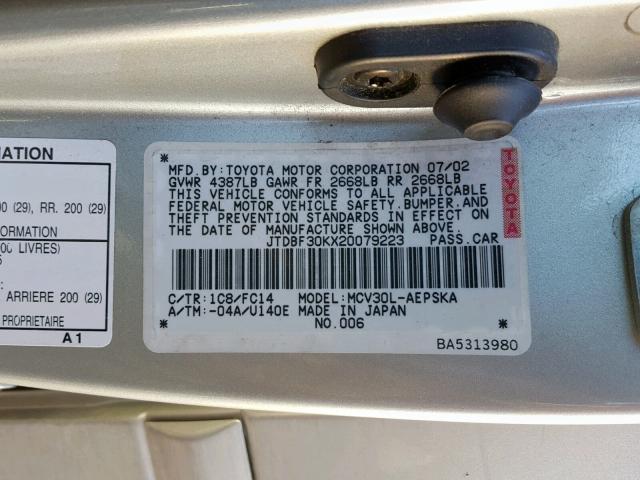 MATION
00 (29), RR. 200 (29)
ORMATION
LIVRES)
ARRIERE 200 (29)
PROPRIETAIRE
A1
MFD.BY:TOYOTA MOTOR CORPORATION 07/02
GVWR 4387LB GAWR FR 2668LB RR 2668LB
THIS VEHICLE CONFORMS TO ALL APPLICABLE
FEDERAL MOTOR VEHICLE SAFETY,BUMPER,AND
THEFT PREVENTION STANDARDS IN EFFECT ON
THE DATE OF MANUFACTURE SHOWN ABOVE.
JTDBF30KX20079223 PASS.CAR
C/TR:1C8/FC14 MODEL:MCV30L-AEPSKA
A/TM:-04A/U140E MADE IN JAPAN
NO.006
BA5313980
TOYOTA